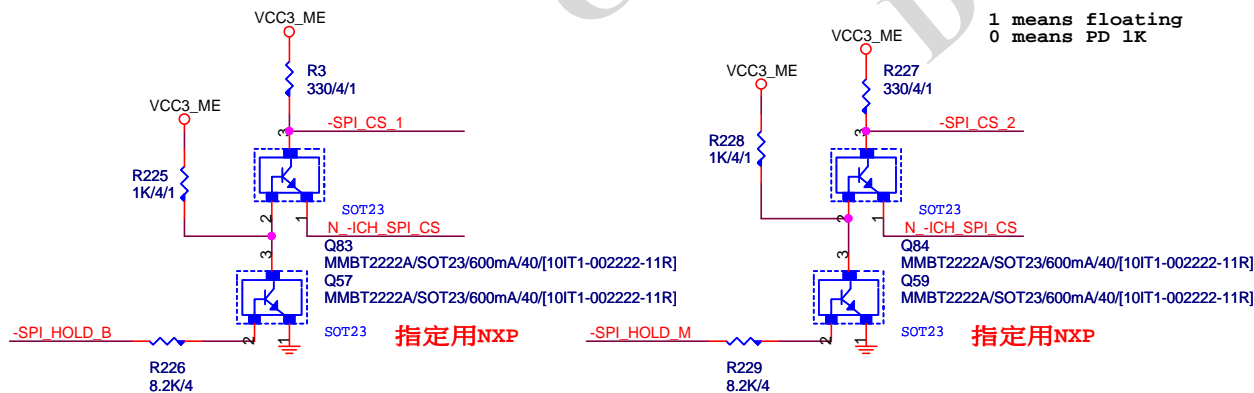 1 means floating
0 means PD 1K
VCC3_ME
R3
330/4/1
VCC3_ME
-SPI_CS_1
3
R225
1K/4/1
SOT23
2
1
N_-ICH_SPI_CS
Q83
MMBT2222A/SOT23/600mA/40/[10IT1-002222-11R]
3
Q57
MMBT2222A/SOT23/600mA/40/[10IT1-002222-11R]
SOT23
指定用NXP
-SPI_HOLD_B
2
1
R226
8.2K/4
VCC3_ME
R227
330/4/1
VCC3_ME
-SPI_CS_2
3
R228
1K/4/1
SOT23
2
1
N_-ICH_SPI_CS
Q84
MMBT2222A/SOT23/600mA/40/[10IT1-002222-11R]
3
Q59
MMBT2222A/SOT23/600mA/40/[10IT1-002222-11R]
SOT23
指定用NXP
-SPI_HOLD_M
2
1
R229
8.2K/4